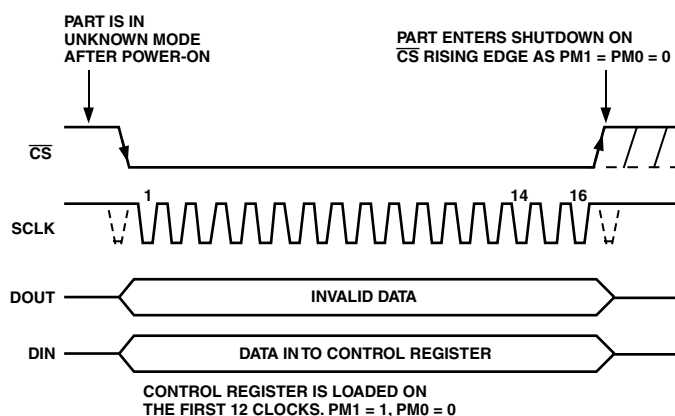 PART IS IN
UNKNOWN MODE
AFTER POWER-ON
PART ENTERS SHUTDOWN ON
CS RISING EDGE AS PM1 = PM0 = 0
CS
1
14
16
SCLK
DOUT
INVALID DATA
DIN
DATA IN TO CONTROL REGISTER
CONTROL REGISTER IS LOADED ON
THE FIRST 12 CLOCKS, PM1 = 1, PM0 = 0